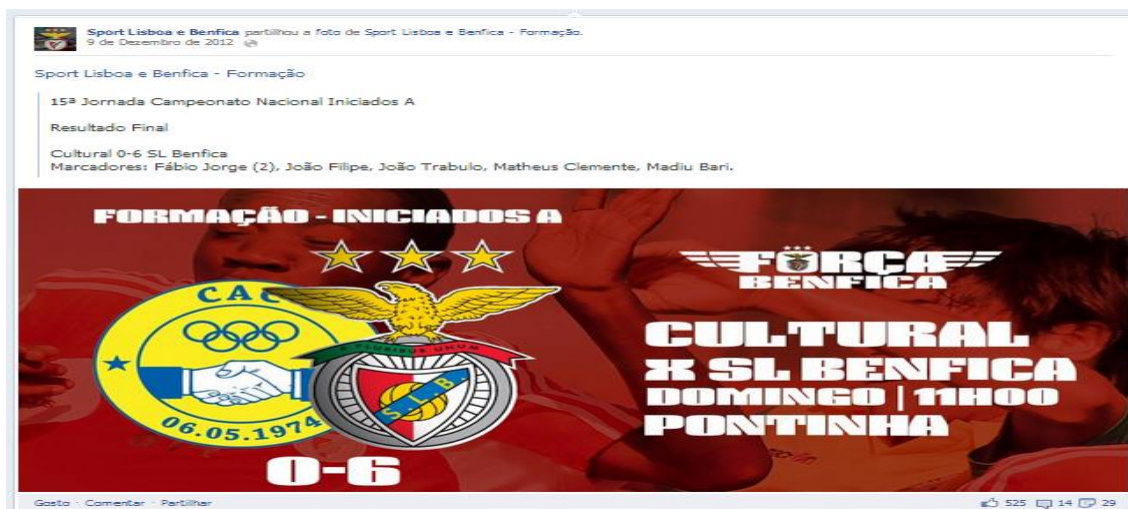 Sport Lisboa e Benfica partilhou a foto de Sport Lisboa e Benfica - Formação.
9 de Dezembro de 2012
Sport Lisboa e Benfica - Formação
15ª Jornada Campeonato Nacional Iniciados A
Resultado Final
Cultural 0-6 SL Benfica
Marcadores: Fábio Jorge (2), João Filipe, João Trabulo, Matheus Clemente, Madiu Bari.
FORMAÇÃO - INICIADOS A
CAC
06.05.1974
E PLURIBUS UNUM
SLB
0-6
FORÇA
BENFICA
CULTURAL
X SL BENFICA
DOMINGO | 11H00
PONTINHA
Gosto · Comentar · Partilhar
525 14 29